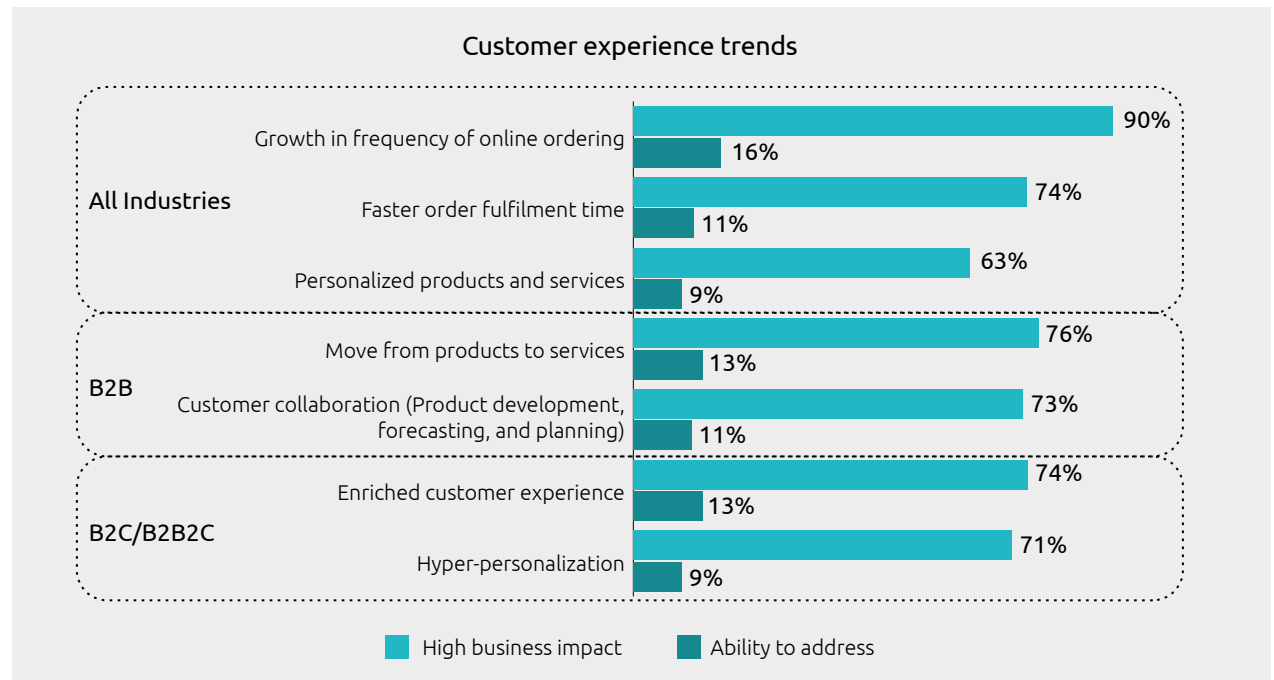 Customer experience trends
All Industries
Growth in frequency of online ordering
90%
16%
Faster order fulfilment time
74%
11%
Personalized products and services
63%
9%
B2B
Move from products to services
76%
13%
Customer collaboration (Product development,
forecasting, and planning)
73%
11%
B2C/B2B2C
Enriched customer experience
74%
13%
Hyper-personalization
71%
9%
High business impact
Ability to address